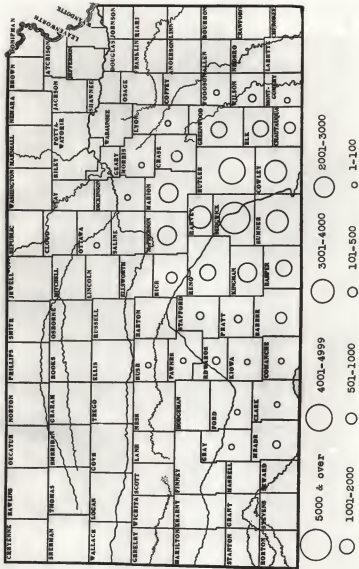 CHEYENNE RAWLINS DECATUR NORTON PHILLIPS SMITH JEWELL REPUBLIC WASHINGTON MARSHALL NEMAHA BROWN DONIPHAN
SHERMAN THOMAS SHERIDAN GRAHAM ROOKS OSBORNE MITCHELL CLOUD CLAY RILEY POTTA-
WATOMIE JACKSON ATCHISON
JEFFERSON LEAVENWORTH
WYANDOTTE
WALLACE LOGAN GOVE TREGO ELLIS RUSSELL LINCOLN OTTAWA
SALINE DICKINSON GEARY WABAUNSEE SHAWNEE DOUGLAS JOHNSON
ELLSWORTH MORRIS LYON OSAGE FRANKLIN MIAMI
GREELEY WICHITA SCOTT LANE NESS RUSH BARTON RICE MCPHERSON MARION CHASE COFFEY ANDERSON LINN
HAMILTON KEARNY FINNEY HODGEMAN PAWNEE STAFFORD RENO HARVEY BUTLER GREENWOOD WOODSON ALLEN BOURBON
GRAY FORD EDWARDS PRATT KINGMAN SEDGWICK ELK WILSON NEOSHO CRAWFORD
STANTON GRANT HASKELL KIOWA
MORTON STEVENS SEWARD MEADE CLARK COMANCHE BARBER HARPER SUMNER COWLEY CHAUTAUQUA MONT-
GOMERY LABETTE CHEROKEE
5000 & over 4001-4999 3001-4000 2001-3000
1001-2000 501-1000 101-500 1-100